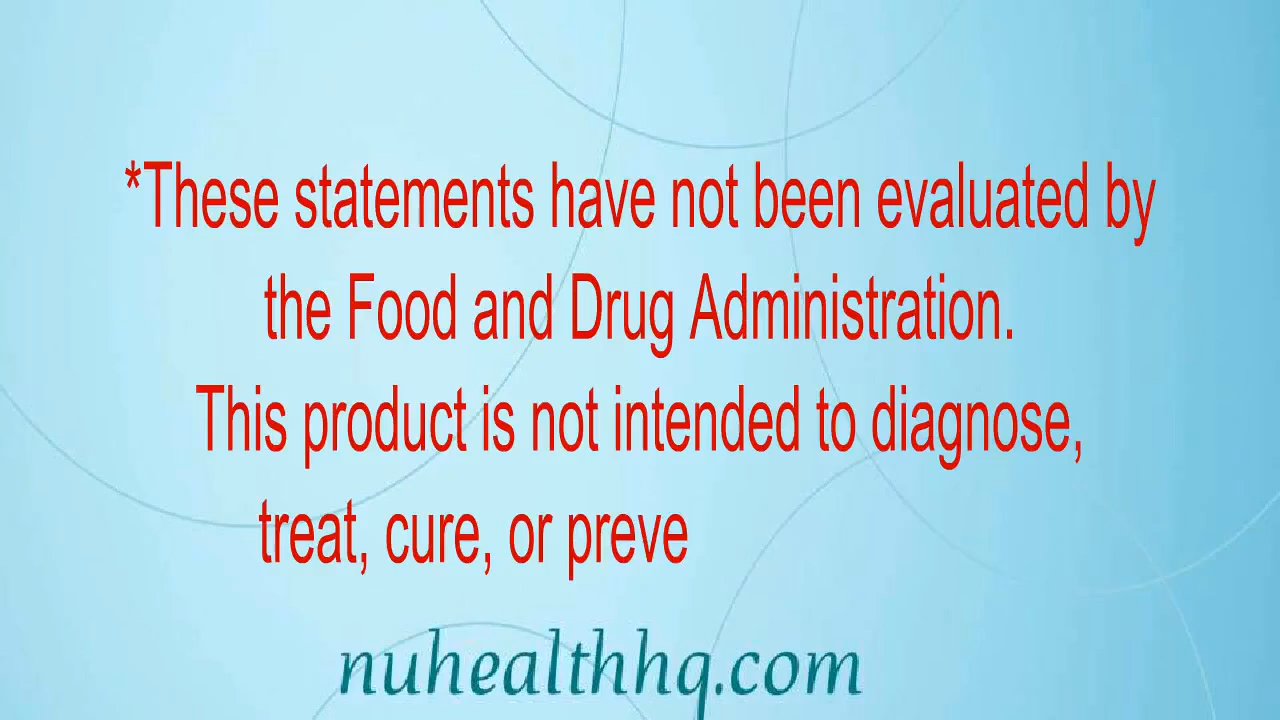 *These statements have not been evaluated by
the Food and Drug Administration.
This product is not intended to diagnose,
treat, cure, or preve
nuhealthhq.com